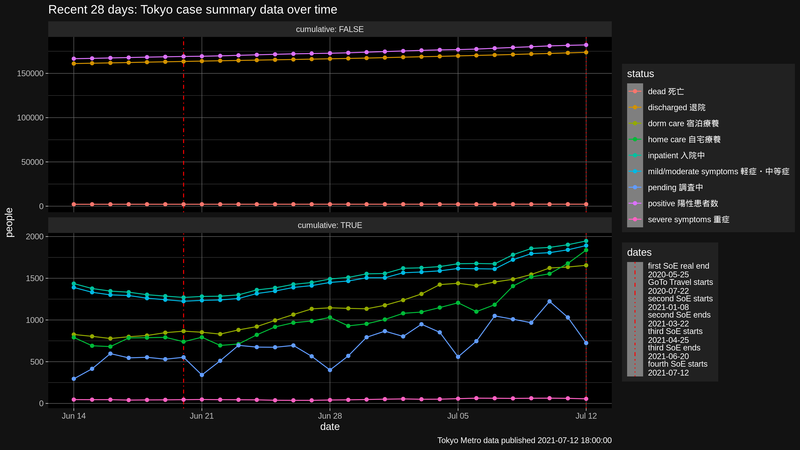 Recent 28 days: Tokyo case summary data over time
cumulative: FALSE
150000
100000
50000
0
cumulative: TRUE
2000
1500
1000
500
0
people
Jun 14
Jun 21
Jun 28
Jul 05
Jul 12
date
status
dead 死亡
discharged 退院
dorm care 宿泊療養
home care 自宅療養
inpatient 入院中
mild/moderate symptoms 軽症・中等症
pending 調査中
positive 陽性患者数
severe symptoms 重症
dates
first SoE real end
2020-05-25
GoTo Travel starts
2020-07-22
second SoE starts
2021-01-08
second SoE ends
2021-03-22
third SoE starts
2021-04-25
third SoE ends
2021-06-20
fourth SoE starts
2021-07-12
Tokyo Metro data published 2021-07-12 18:00:00